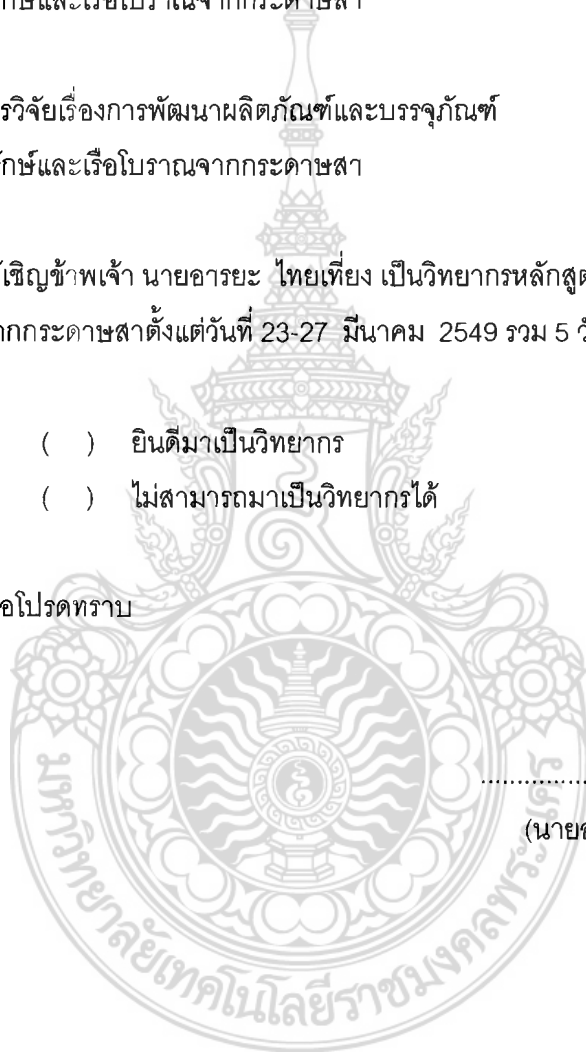 ักษ์และเรือโบราณจากกระดาษสา
รวิจัยเรื่องการพัฒนาผลิตภัณฑ์และบรรจุภัณฑ์
ักษ์และเรือโบราณจากกระดาษสา
้เชิญข้าพเจ้า นายอารยะ ไทยเที่ยง เป็นวิทยากรหลักสูต
ากกระดาษสาตั้งแต่วันที่ 23-27 มีนาคม 2549 รวม 5 วั
( ) ยินดีมาเป็นวิทยากร
( ) ไม่สามารถมาเป็นวิทยากรได้
อโปรดทราบ
................
(นายอ
มหาวิทยาลัยเทคโนโลยีราชมงคลพระนคร